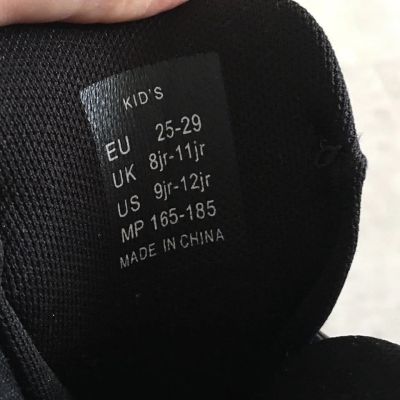 KID'S
EU 25-29
UK 8jr-11jr
US 9jr-12jr
MP 165-185
MADE IN CHINA